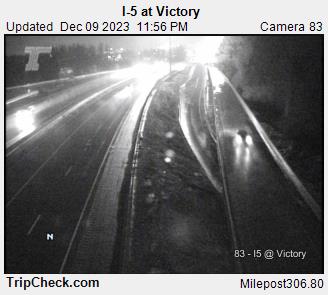 I-5 at Victory
Updated Dec 09 2023 11:56 PM Camera 83
T
N
83 - I5 @ Victory
TripCheck.com Milepost306.80